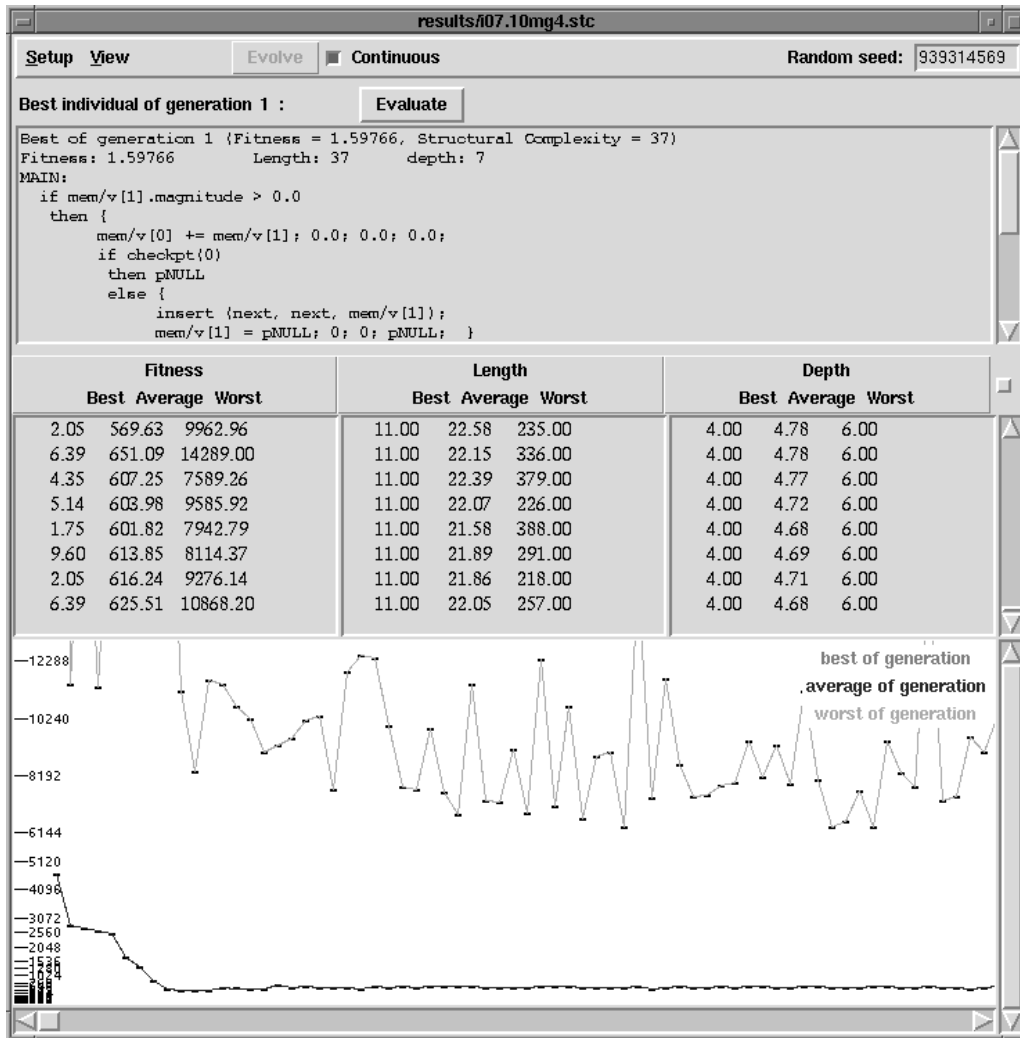 results/i07.10mg4.stc
Setup View Evolve Continuous Random seed: 939314569
Best individual of generation 1 : Evaluate
Best of generation 1 (Fitness = 1.59766, Structural Complexity = 37)
Fitness: 1.59766 Length: 37 depth: 7
MAIN:
if mem/v[1].magnitude > 0.0
then {
mem/v[0] += mem/v[1]; 0.0; 0.0; 0.0;
if checkpt(0)
then pNULL
else {
insert (next, next, mem/v[1]);
mem/v[1] = pNULL; 0; 0; pNULL; }
Fitness Length Depth
Best Average Worst Best Average Worst Best Average Worst
2.05 569.63 9962.96 11.00 22.58 235.00 4.00 4.78 6.00
6.39 651.09 14289.00 11.00 22.15 336.00 4.00 4.78 6.00
4.35 607.25 7589.26 11.00 22.39 379.00 4.00 4.77 6.00
5.14 603.98 9585.92 11.00 22.07 226.00 4.00 4.72 6.00
1.75 601.82 7942.79 11.00 21.58 388.00 4.00 4.68 6.00
9.60 613.85 8114.37 11.00 21.89 291.00 4.00 4.69 6.00
2.05 616.24 9276.14 11.00 21.86 218.00 4.00 4.71 6.00
6.39 625.51 10868.20 11.00 22.05 257.00 4.00 4.68 6.00
12288 best of generation
average of generation
10240 worst of generation
8192
6144
5120
4096
3072
2560
2048
1536
1024